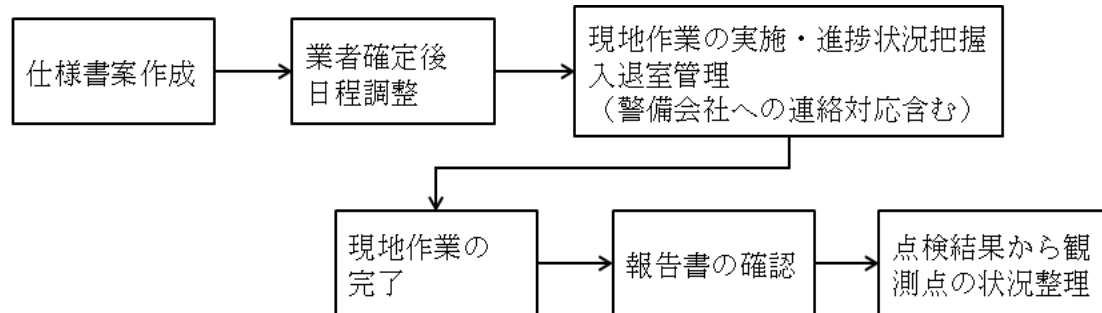 仕様書案作成
業者確定後
日程調整
現地作業の実施・進捗状況把握
入退室管理
（警備会社への連絡対応含む）
現地作業の
完了
報告書の確認
点検結果から観
測点の状況整理